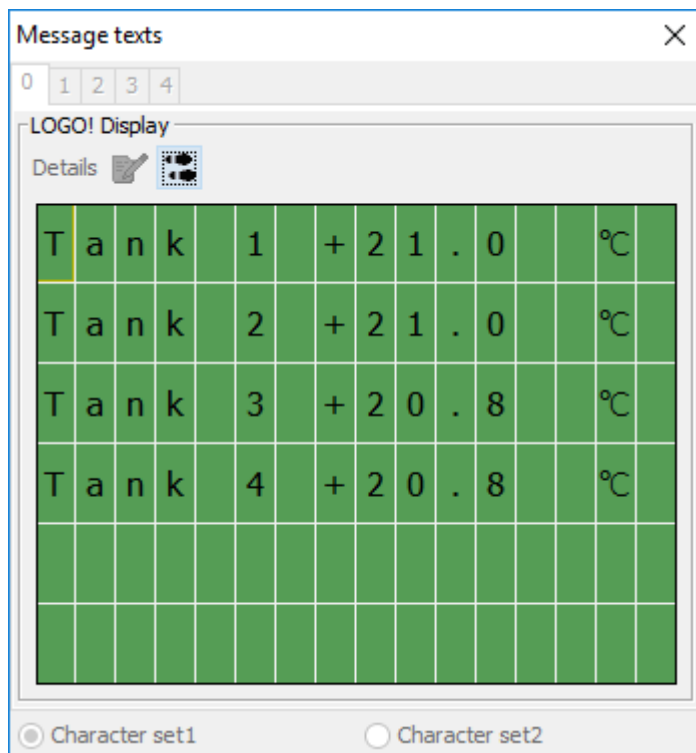 Message texts
0 1 2 3 4
LOGO! Display
Details
Tank 1 +21.0 °C
Tank 2 +21.0 °C
Tank 3 +20.8 °C
Tank 4 +20.8 °C
Character set1 Character set2